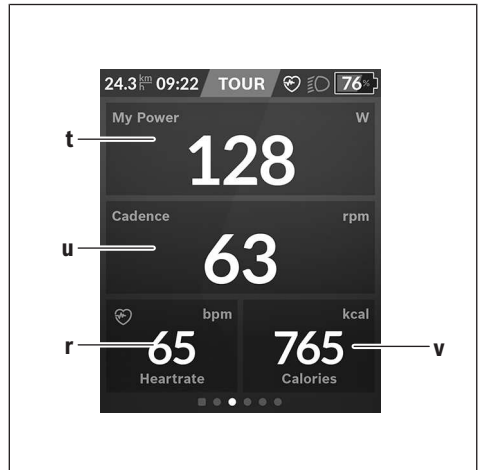 24.3 km/h 09:22 TOUR 76%
My Power W
t
128
Cadence rpm
u
63
bpm kcal
r 65 765 v
Heartrate Calories